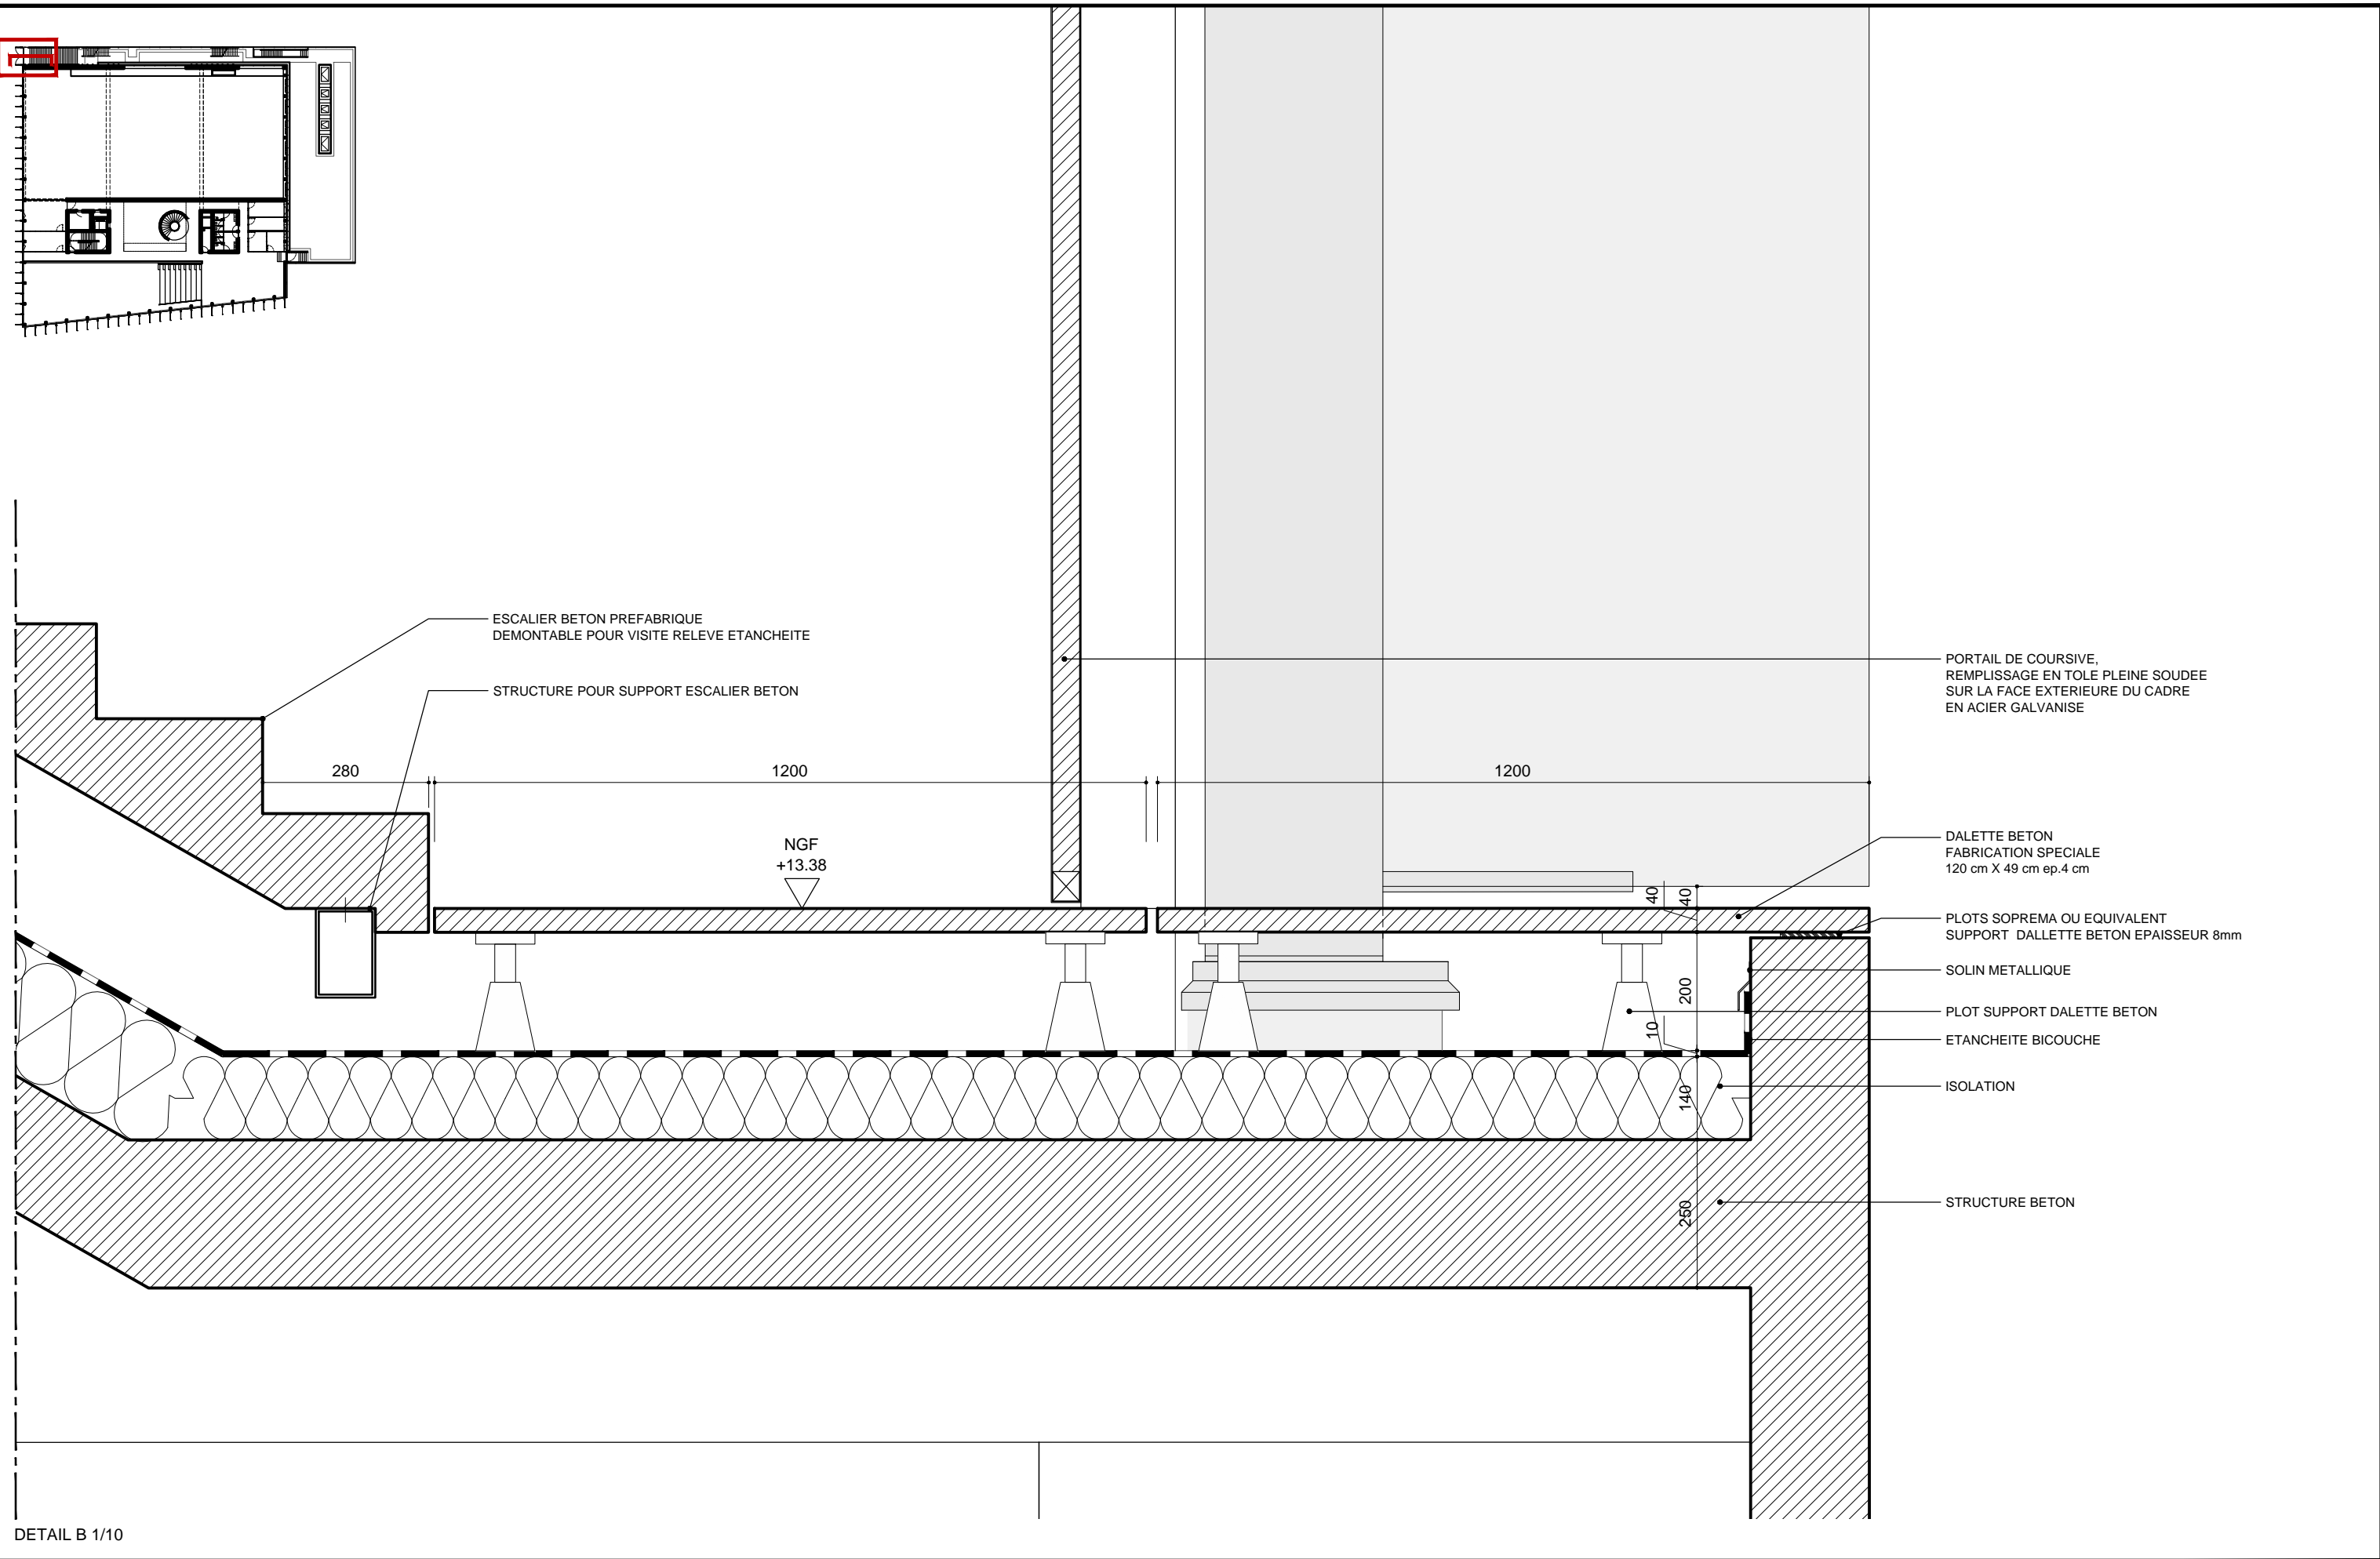 ESCALIER BETON PREFABRIQUE
DEMONTABLE POUR VISITE RELEVE ETANCHEITE
STRUCTURE POUR SUPPORT ESCALIER BETON
PORTAIL DE COURSIVE,
REMPLISSAGE EN TOLE PLEINE SOUDEE
SUR LA FACE EXTERIEURE DU CADRE
EN ACIER GALVANISE
280
1200
1200
NGF
+13.38
DALETTE BETON
FABRICATION SPECIALE
120 cm X 49 cm ep.4 cm
40
40
PLOTS SOPREMA OU EQUIVALENT
SUPPORT  DALLETTE BETON EPAISSEUR 8mm
SOLIN METALLIQUE
200
PLOT SUPPORT DALETTE BETON
10
ETANCHEITE BICOUCHE
ISOLATION
140
STRUCTURE BETON
250
DETAIL B 1/10